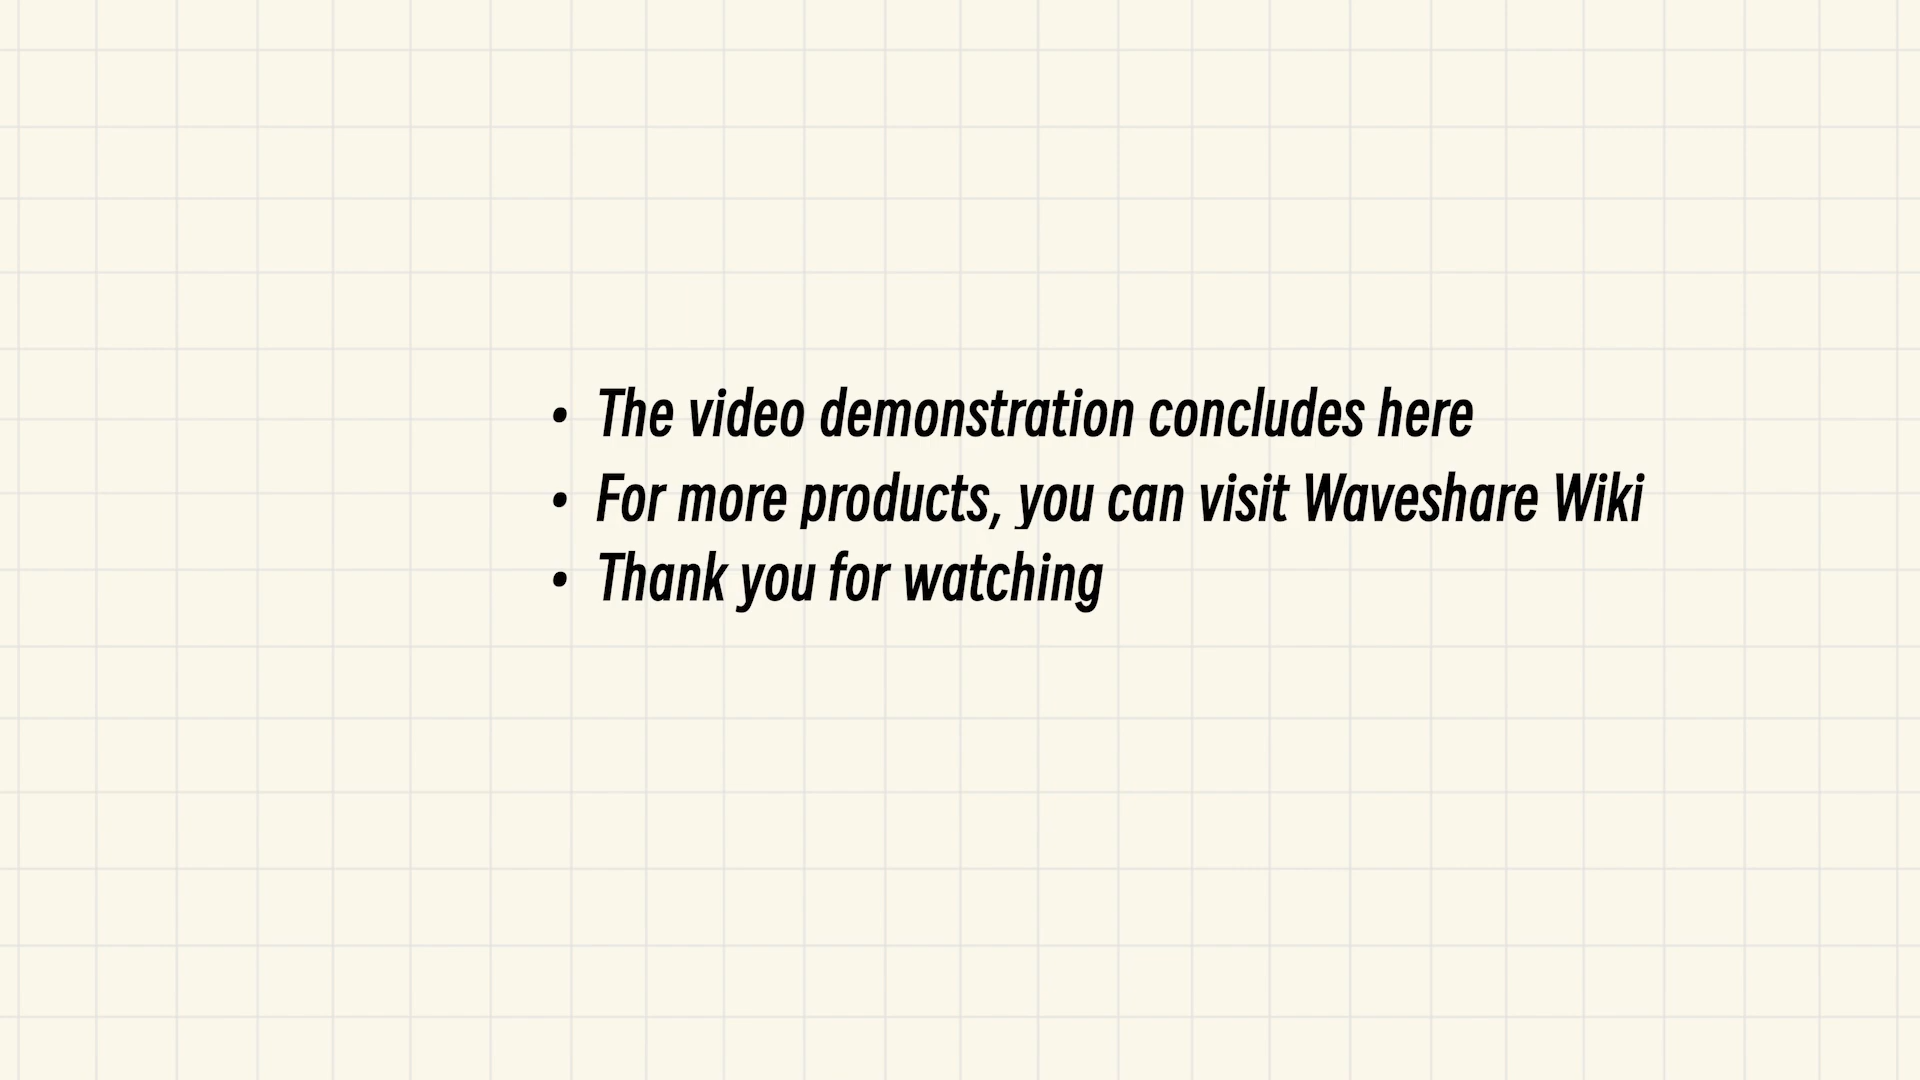 • The video demonstration concludes here
• For more products, you can visit Waveshare Wiki
• Thank you for watching